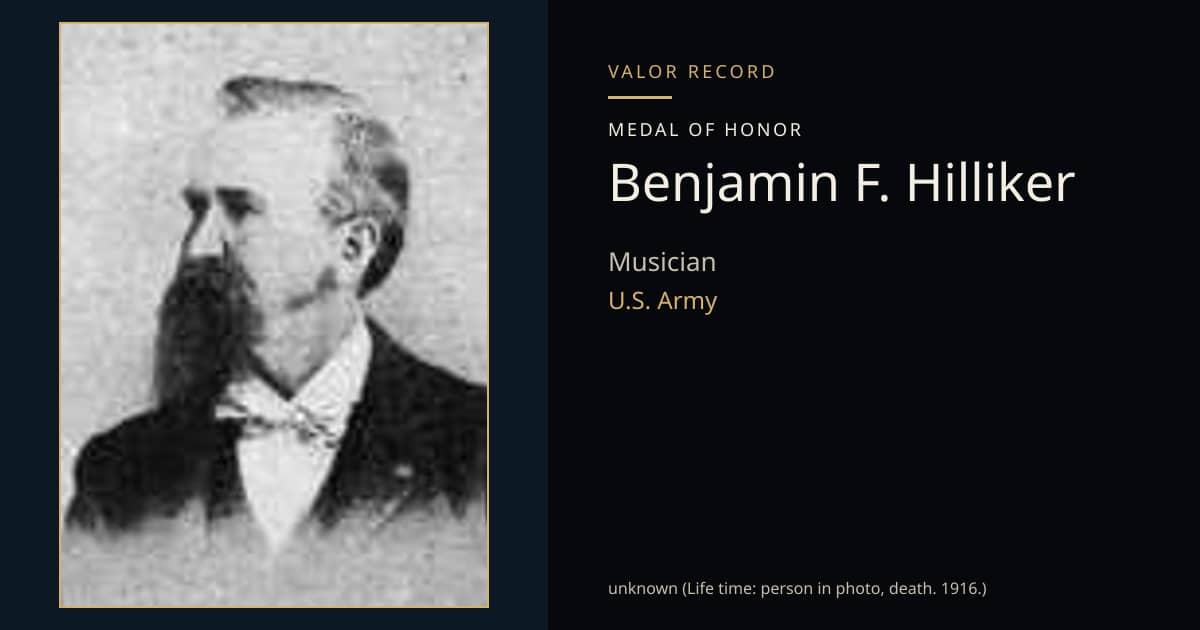 VALOR RECORD
MEDAL OF HONOR
Benjamin F. Hilliker
Musician
U.S. Army
unknown (Life time: person in photo, death. 1916.)